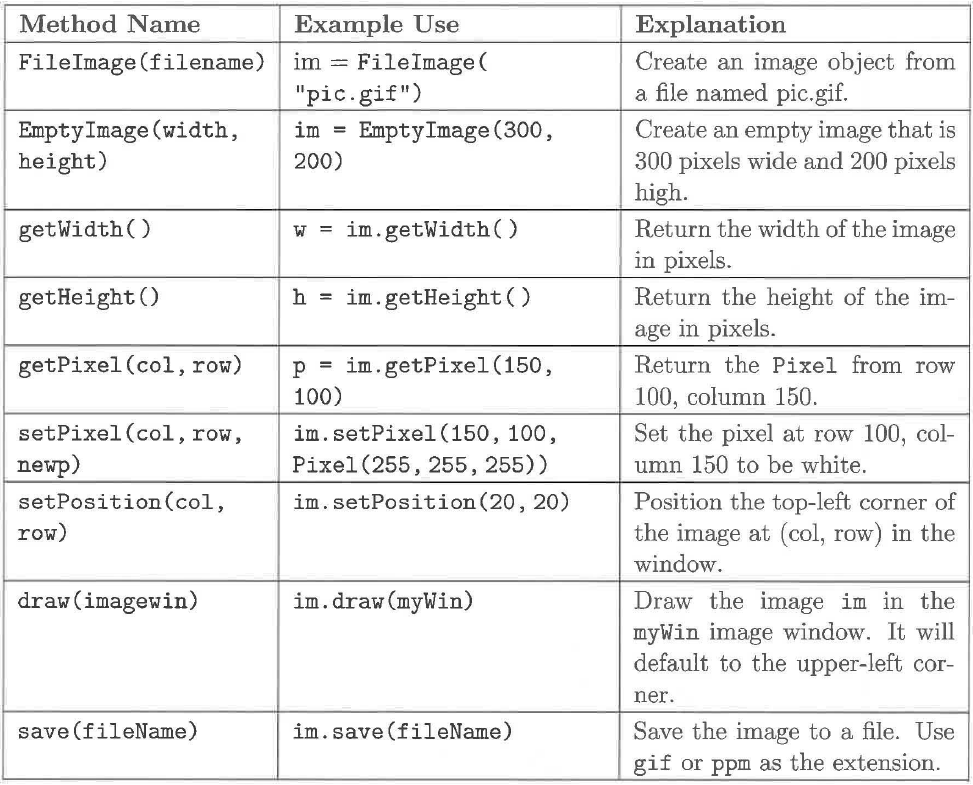 Method Name Example Use Explanation
FileImage(filename) im = FileImage( Create an image object from
"pic.gif") a file named pic.gif.
EmptyImage(width, im = EmptyImage(300, Create an empty image that is
height) 200) 300 pixels wide and 200 pixels
high.
getWidth() w = im.getWidth() Return the width of the image
in pixels.
getHeight() h = im.getHeight() Return the height of the im-
age in pixels.
getPixel(col,row) p = im.getPixel(150, Return the Pixel from row
100) 100, column 150.
setPixel(col,row, im.setPixel(150,100, Set the pixel at row 100, col-
newp) Pixel(255,255,255)) umn 150 to be white.
setPosition(col, im.setPosition(20,20) Position the top-left corner of
row) the image at (col, row) in the
window.
draw(imagewin) im.draw(myWin) Draw the image im in the
myWin image window. It will
default to the upper-left cor-
ner.
save(fileName) im.save(fileName) Save the image to a file. Use
gif or ppm as the extension.